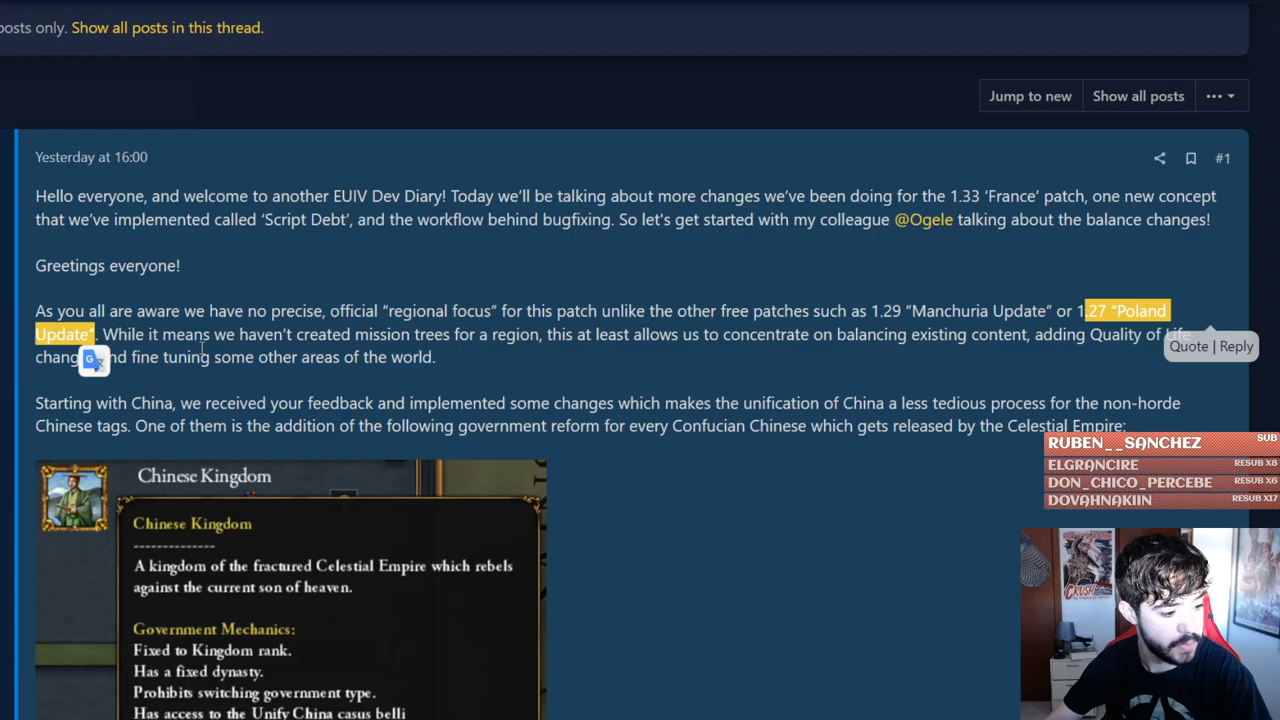 posts only. Show all posts in this thread.
Jump to new
Show all posts
Yesterday at 16:00
#1
Hello everyone, and welcome to another EUIV Dev Diary! Today we'll be talking about more changes we've been doing for the 1.33 'France' patch, one new concept
that we've implemented called 'Script Debt', and the workflow behind bugfixing. So let's get started with my colleague @Ogele talking about the balance changes!
Greetings everyone!
As you all are aware we have no precise, official "regional focus" for this patch unlike the other free patches such as 1.29 "Manchuria Update" or 1.27 "Poland
Update". While it means we haven't created mission trees for a region, this at least allows us to concentrate on balancing existing content, adding Quality of Life
Quote | Reply
and fine tuning some other areas of the world.
Starting with China, we received your feedback and implemented some changes which makes the unification of China a less tedious process for the non-horde
Chinese tags. One of them is the addition of the following government reform for every Confucian Chinese which gets released by the Celestial Empire:
RUBEN__SANCHEZ SUB
ELGRANCIRE RESUB X8
DON_CHICO_PERCEBE RESUB X6
DOVAHNAKIIN RESUB X17
Chinese Kingdom
Chinese Kingdom
--------------
A kingdom of the fractured Celestial Empire which rebels
against the current son of heaven.
Government Mechanics:
Fixed to Kingdom rank.
Has a fixed dynasty.
Prohibits switching government type.
Has access to the Unify China casus belli
CRUSH